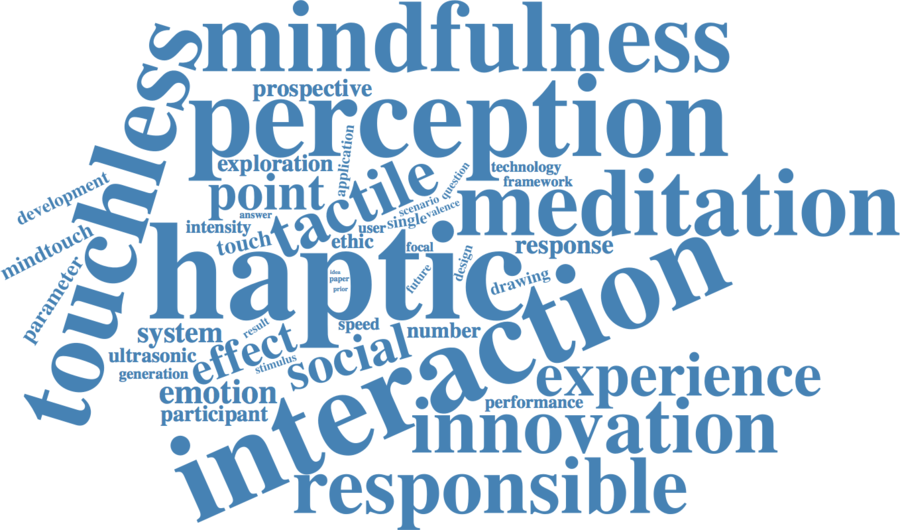 mindfulness
touchless
prospective
perception
application
exploration
technology
framework
question
development
point
tactile
scenario
valence
meditation
answer
single
user
intensity
touch
ethic
focal
response
mindtouch
haptic
design
future
drawing
idea
paper
prior
parameter
interaction
system
result
speed
number
ultrasonic
effect
stimulus
social
generation
emotion
experience
participant
performance
innovation
responsible